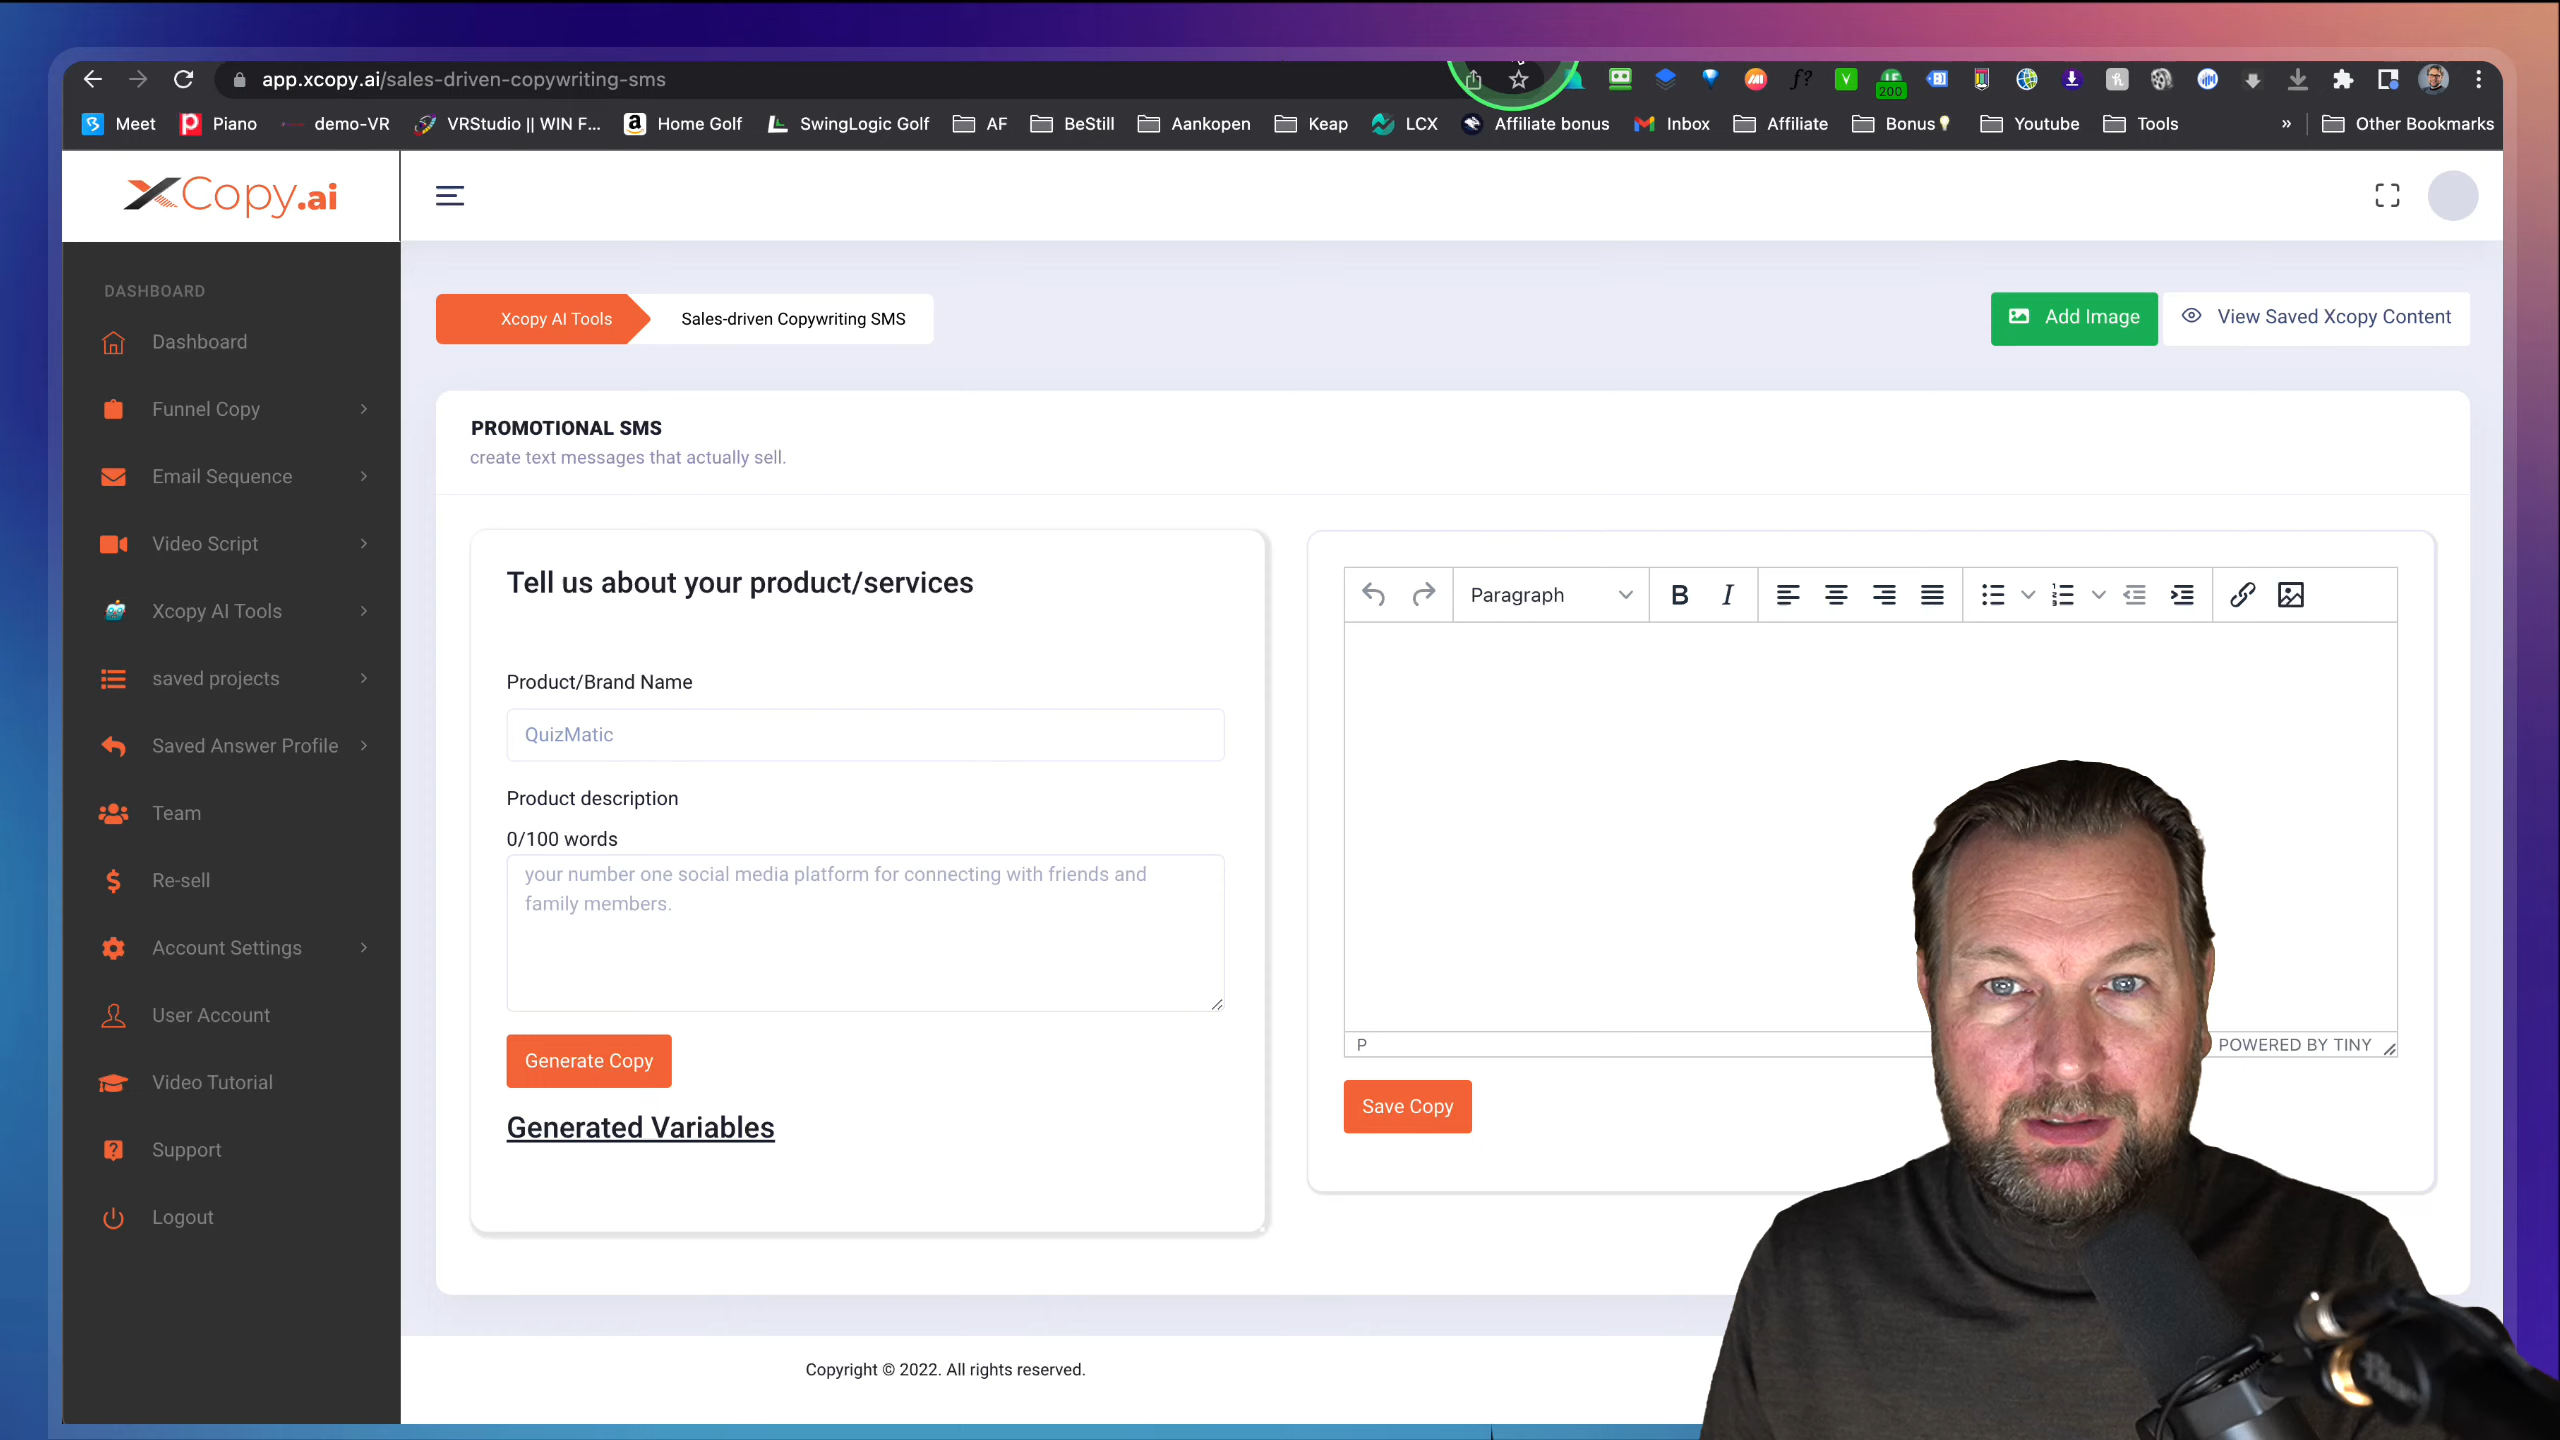 app.xcopy.ai/sales-driven-copywriting-sms
200
Meet
Piano
demo-VR
VRStudio || WIN F...
Home Golf
SwingLogic Golf
AF
BeStill
Aankopen
Keap
LCX
Affiliate bonus
Inbox
Affiliate
Bonus
Youtube
Tools
»
Other Bookmarks
XCopy.ai
DASHBOARD
Dashboard
Funnel Copy
Email Sequence
Video Script
Xcopy AI Tools
saved projects
Saved Answer Profile
Team
Re-sell
Account Settings
User Account
Video Tutorial
Support
Logout
Xcopy AI Tools
Sales-driven Copywriting SMS
Add Image
View Saved Xcopy Content
PROMOTIONAL SMS
create text messages that actually sell.
Tell us about your product/services
Product/Brand Name
QuizMatic
Product description
0/100 words
your number one social media platform for connecting with friends and
family members.
Generate Copy
Generated Variables
Paragraph
B
I
P
POWERED BY TINY
Save Copy
Copyright © 2022. All rights reserved.